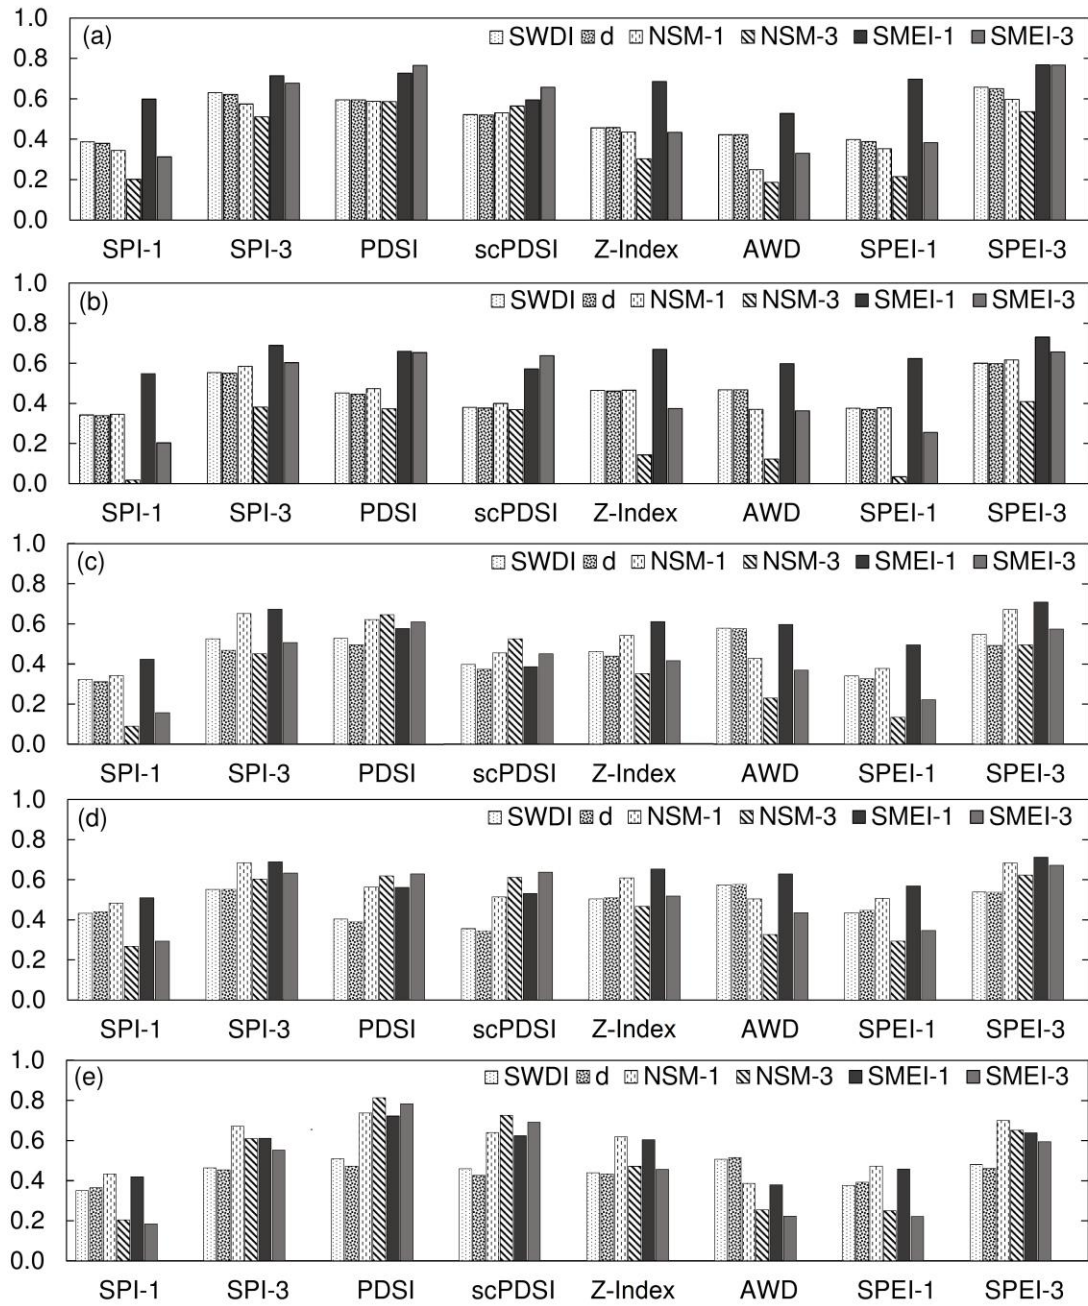 1.0
(a)
SWDI d NSM-1 NSM-3 SMEI-1 SMEI-3
0.8
0.6
0.4
0.2
0.0
SPI-1 SPI-3 PDSI scPDSI Z-Index AWD SPEI-1 SPEI-3
1.0
(b)
SWDI d NSM-1 NSM-3 SMEI-1 SMEI-3
0.8
0.6
0.4
0.2
0.0
SPI-1 SPI-3 PDSI scPDSI Z-Index AWD SPEI-1 SPEI-3
1.0
(c)
SWDI d NSM-1 NSM-3 SMEI-1 SMEI-3
0.8
0.6
0.4
0.2
0.0
SPI-1 SPI-3 PDSI scPDSI Z-Index AWD SPEI-1 SPEI-3
1.0
(d)
SWDI d NSM-1 NSM-3 SMEI-1 SMEI-3
0.8
0.6
0.4
0.2
0.0
SPI-1 SPI-3 PDSI scPDSI Z-Index AWD SPEI-1 SPEI-3
1.0
(e)
SWDI d NSM-1 NSM-3 SMEI-1 SMEI-3
0.8
0.6
0.4
0.2
0.0
SPI-1 SPI-3 PDSI scPDSI Z-Index AWD SPEI-1 SPEI-3